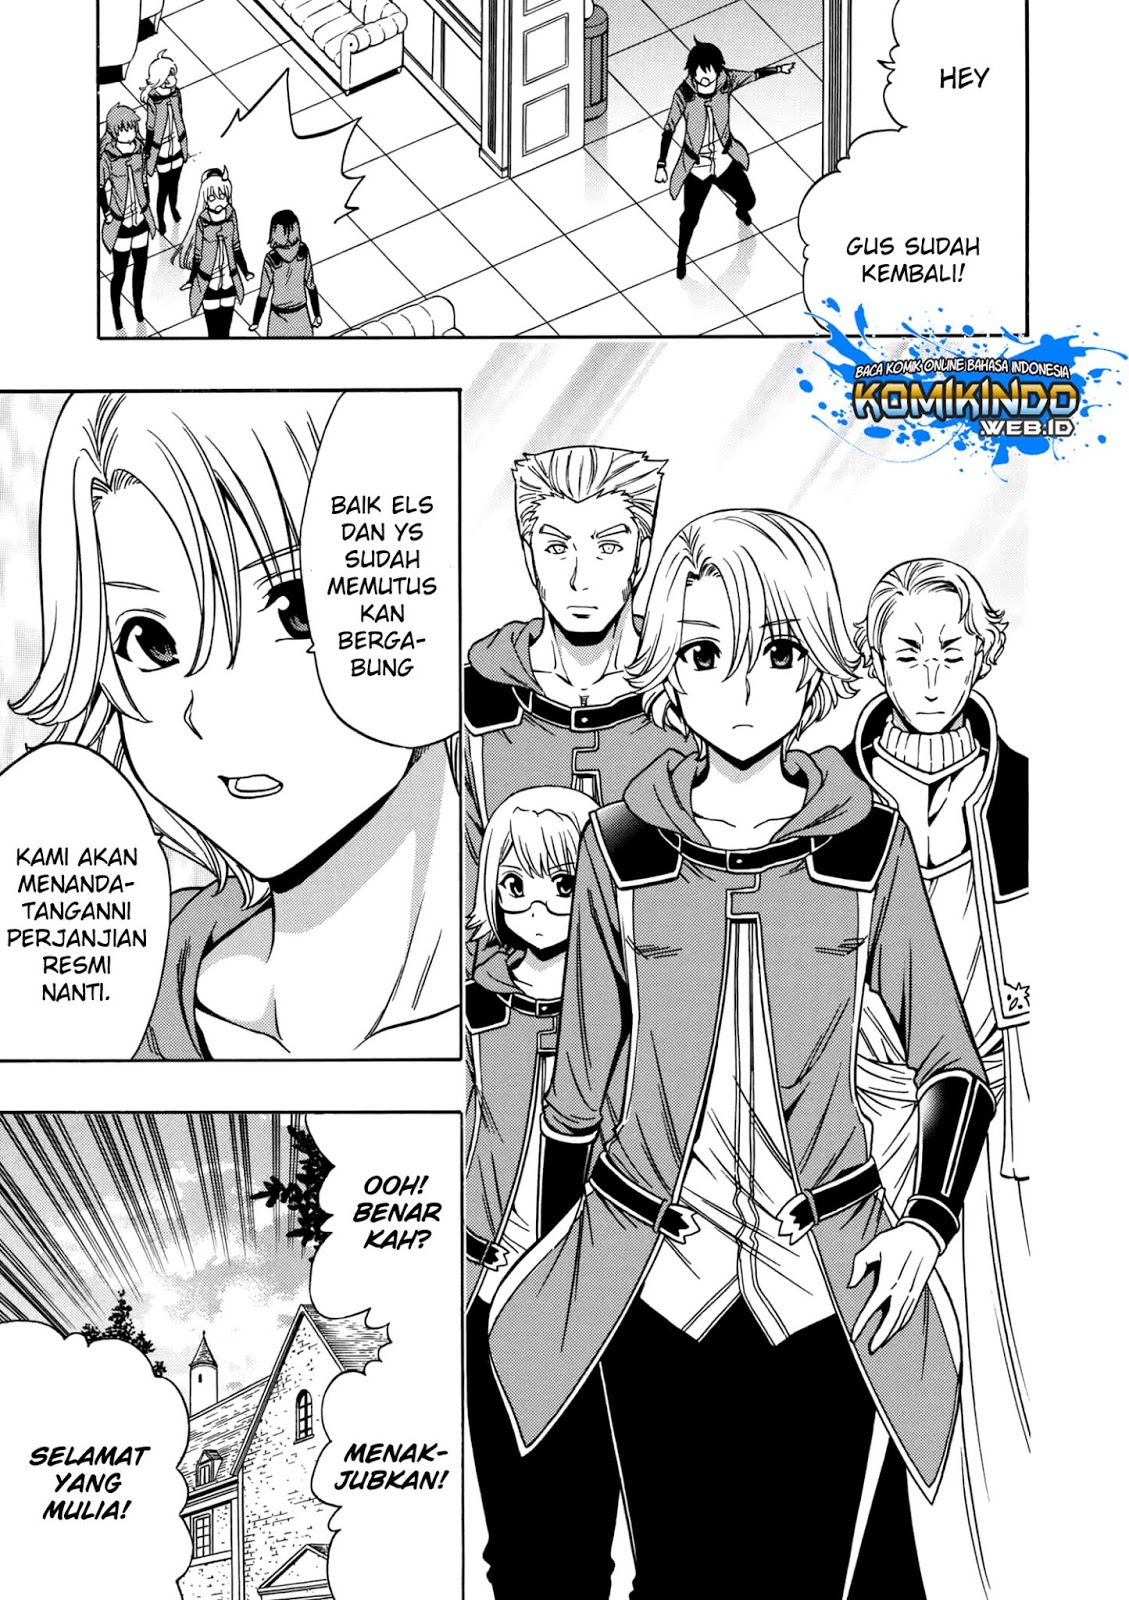 HEY
GUS SUDAH
KEMBALI!
BACA KOMIK ONLINE BAHASA INDONESIA
KOMIKINDO
.WEB.ID
BAIK ELS
DAN YS
SUDAH
MEMUTUS
KAN
BERGA-
BUNG
KAMI AKAN
MENANDA-
TANGANNI
PERJANJIAN
RESMI
NANTI.
OOH!
BENAR
KAH?
MENAK-
JUBKAN!
SELAMAT
YANG
MULIA!